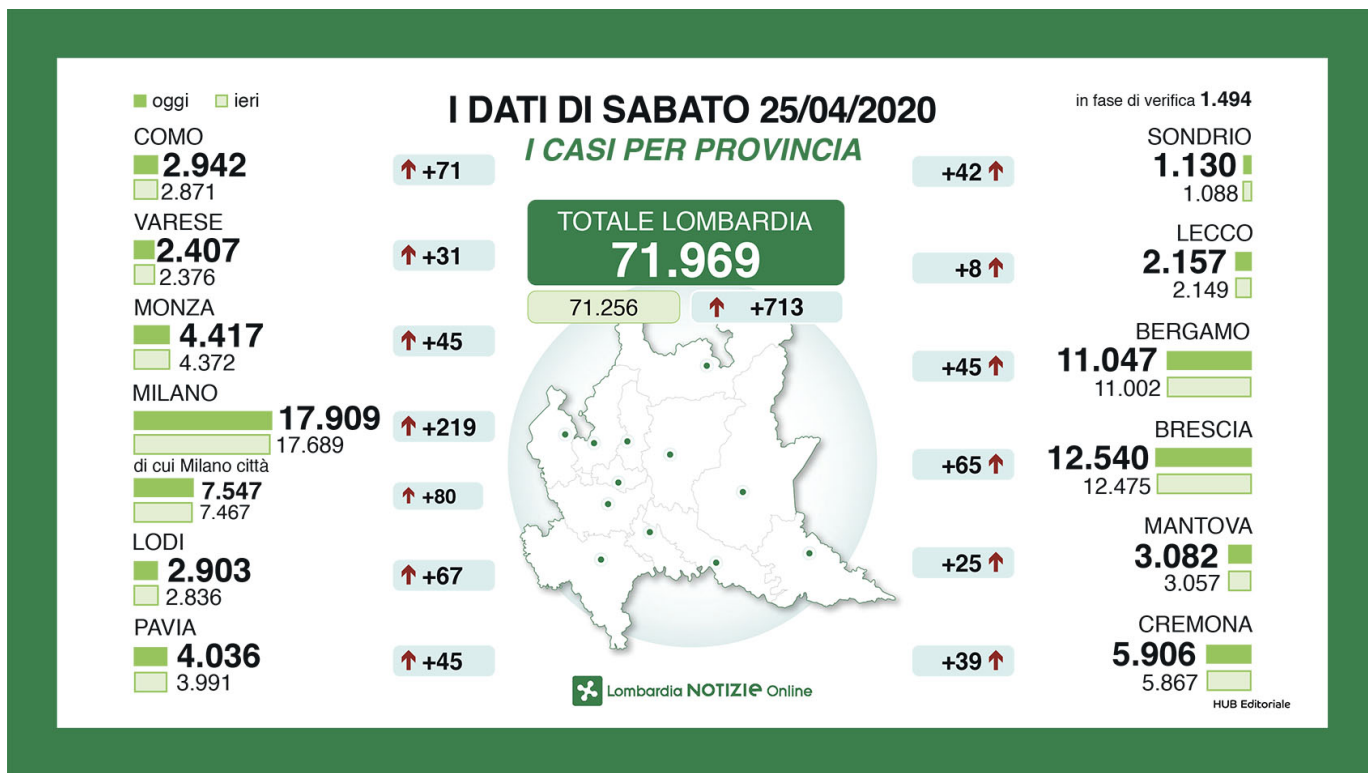 oggi ieri
I DATI DI SABATO 25/04/2020
I CASI PER PROVINCIA
in fase di verifica 1.494
COMO
2.942
2.871
+71
VARESE
2.407
2.376
+31
MONZA
4.417
4.372
+45
MILANO
17.909
17.689
+219
di cui Milano città
7.547
7.467
+80
LODI
2.903
2.836
+67
PAVIA
4.036
3.991
+45
TOTALE LOMBARDIA
71.969
71.256 +713
SONDRIO
+42 1.130
1.088
LECCO
+8 2.157
2.149
BERGAMO
+45 11.047
11.002
BRESCIA
+65 12.540
12.475
MANTOVA
+25 3.082
3.057
CREMONA
+39 5.906
5.867
Lombardia NOTIZIE Online
HUB Editoriale